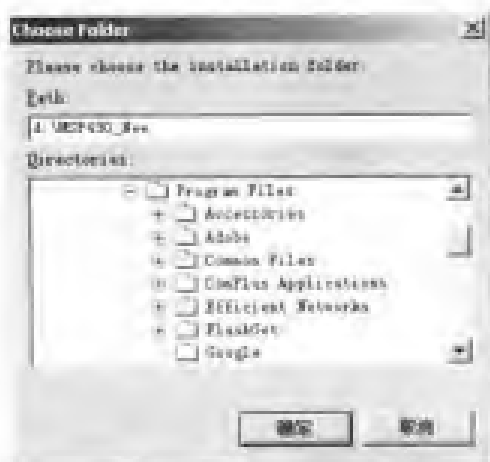 Choose Folder
Please choose the installation folder.
Path:
Directories:
Program Files
Accessories
Adobe
Common Files
ComPlus Applications
Efficient Networks
FlashGet
Google
确定 取消